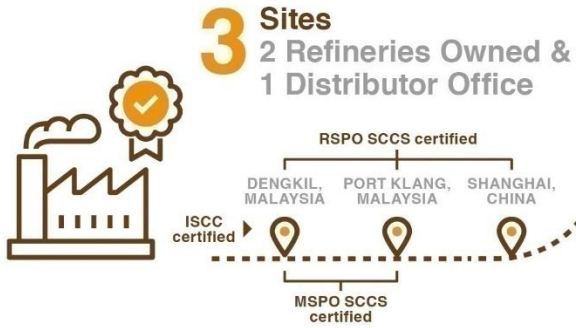 3 Sites
2 Refineries Owned &
1 Distributor Office
RSPO SCCS certified
DENGKIL,
MALAYSIA
PORT KLANG,
MALAYSIA
SHANGHAI,
CHINA
ISCC
certified
MSPO SCCS
certified